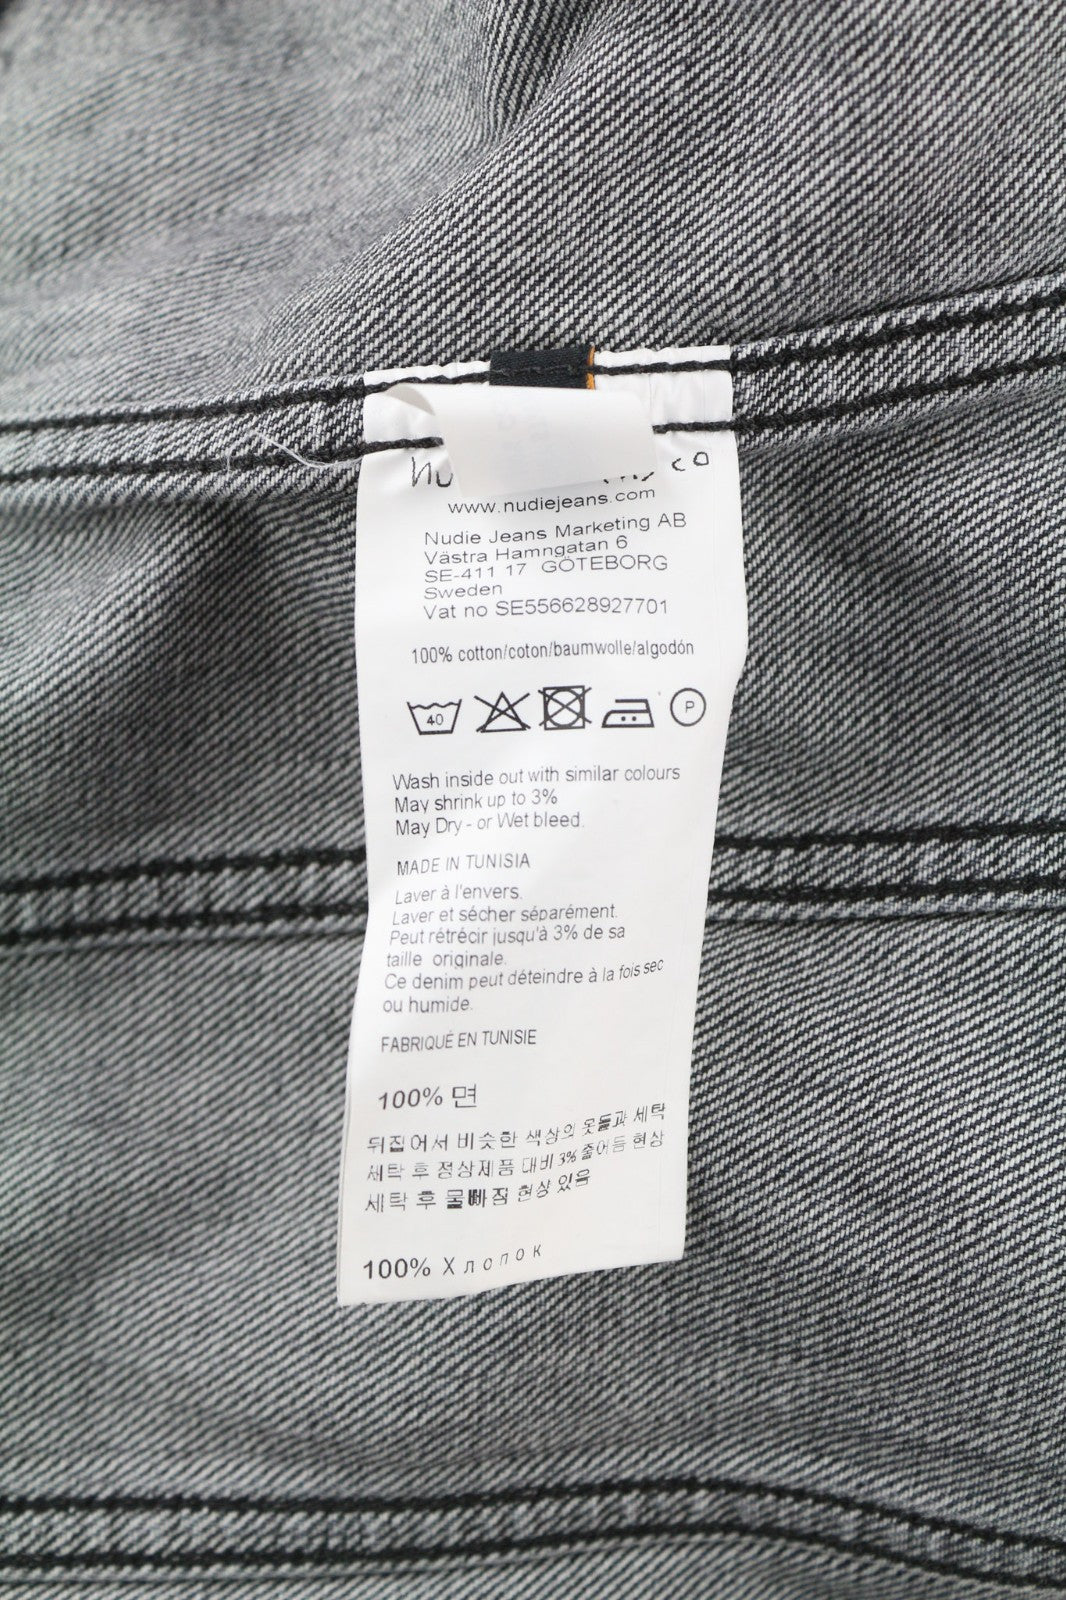 co
www.nudiejeans.com
Nudie Jeans Marketing AB
Västra Hamngatan 6
SE-411 17 GÖTEBORG
Sweden
Vat no SE556628927701
100% cotton/coton/baumwolle/algodón
40 P
Wash inside out with similar colours
May shrink up to 3%
May Dry - or Wet bleed.
MADE IN TUNISIA
Laver à l'envers.
Laver et sécher séparément.
Peut rétrécir jusqu'à 3% de sa
taille originale.
Ce denim peut déteindre à la fois sec
ou humide.
FABRIQUÉ EN TUNISIE
100% 면
뒤집어서 비슷한 색상의 옷들과 세탁
세탁 후 정상제품 대비 3% 줄어듬 현상
세탁 후 물빠짐 현상 있음
100% Хлопок